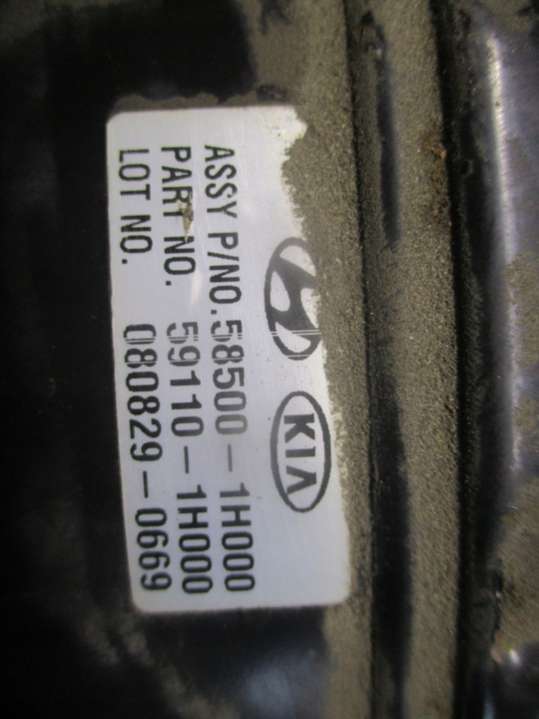 KIA
ASSY P/NO.58500-1H000
PART NO. 59110-1H000
LOT NO. 080829-0669